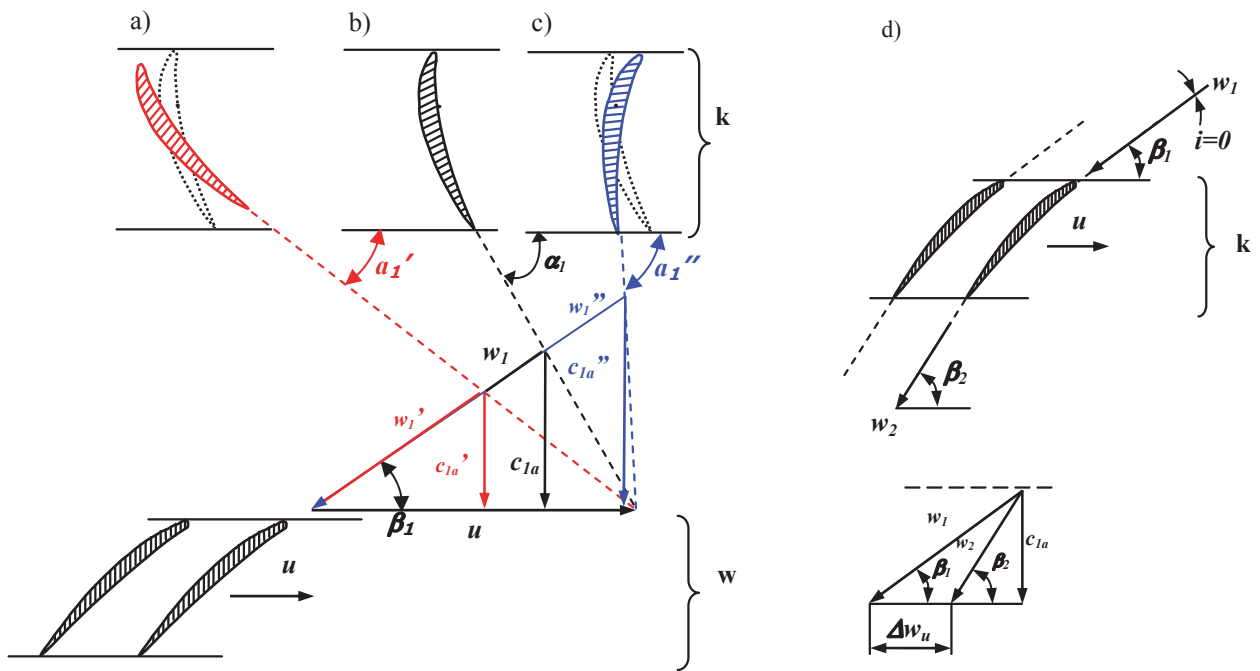 a)
b)
c)
d)
k
a₁'
α₁
a₁''
w₁''
w₁
c₁ₐ''
w₁'
c₁ₐ'
c₁ₐ
β₁
u
u
w
w₁
i=0
β₁
u
k
β₂
w₂
w₁
w₂
c₁ₐ
β₁
β₂
Δwᵤ